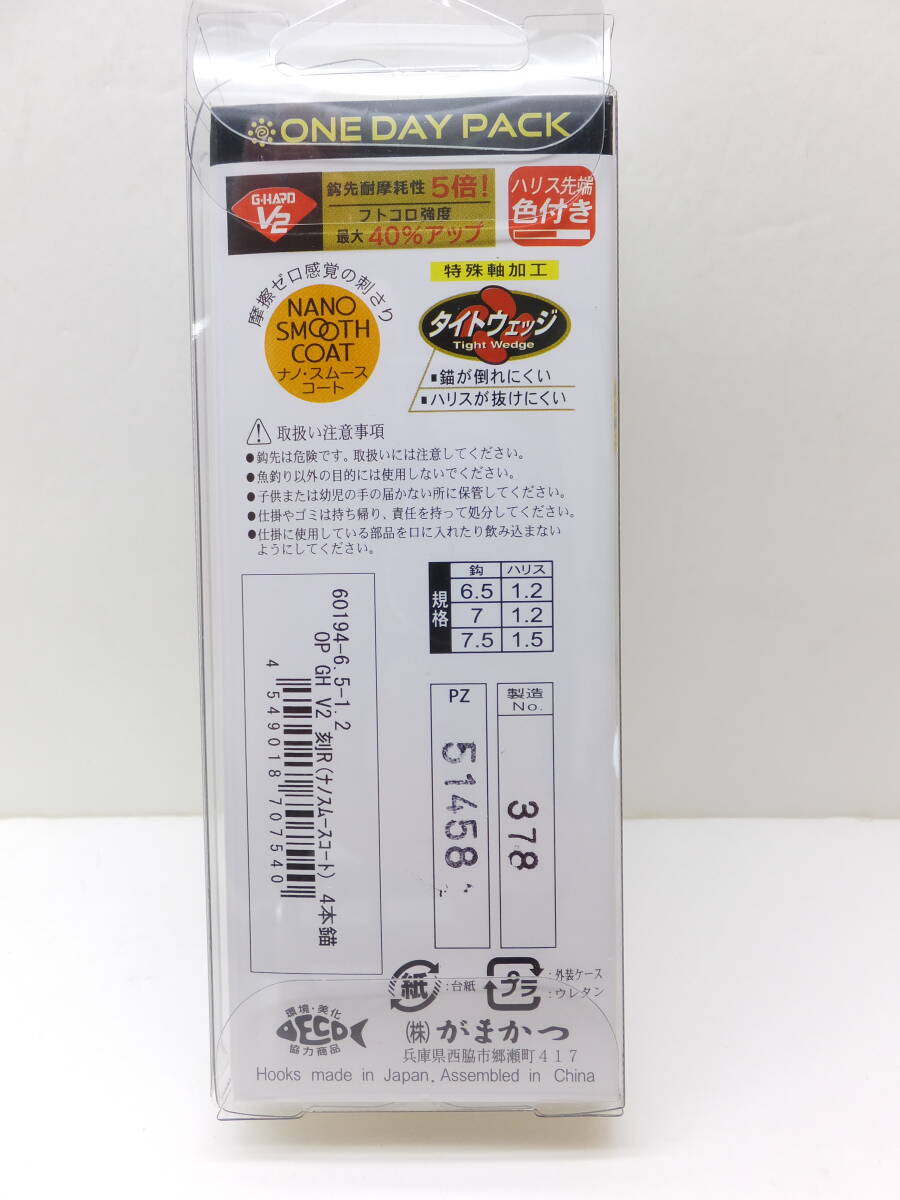 ONE DAY PACK
G-HARD
V2
鈎先耐摩耗性 5倍!
フトコロ強度
最大 40%アップ
ハリス先端
色付き
摩擦ゼロ感覚の刺さり
NANO
SMOOTH
COAT
ナノ・スムース
コート
特殊軸加工
タイトウェッジ
Tight Wedge
■錨が倒れにくい
■ハリスが抜けにくい
取扱い注意事項
●鈎先は危険です。取扱いには注意してください。
●魚釣り以外の目的には使用しないでください。
●子供または幼児の手の届かない所に保管してください。
●仕掛やゴミは持ち帰り、責任を持って処分してください。
●仕掛に使用している部品を口に入れたり飲み込まない
ようにしてください。
規格
鈎 ハリス
6.5 1.2
7 1.2
7.5 1.5
60194-6.5-1.2
OP GH V2 刻R(ナノスムースコート) 4本錨
4 549018 707540
PZ
51458
製造
No.
378
紙 :台紙
プラ :外装ケース
:ウレタン
環境・美化
ECO
協力商品
(株) がまかつ
兵庫県西脇市郷瀬町417
Hooks made in Japan. Assembled in China